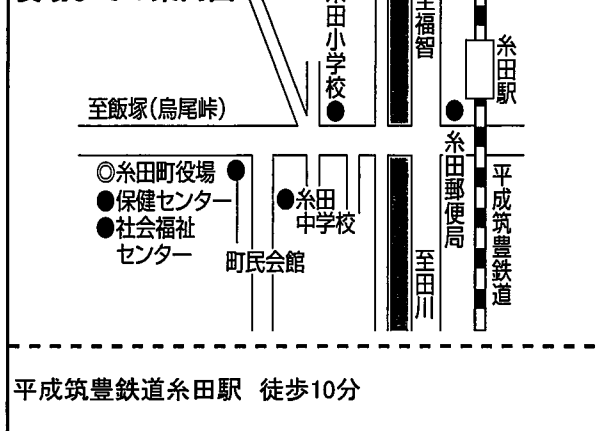 糸田小学校
至福智
糸田駅
至飯塚(烏尾峠)
◎糸田町役場
●保健センター
●社会福祉
センター
町民会館
糸田
中学校
糸田郵便局
至田川
平成筑豊鉄道
平成筑豊鉄道糸田駅 徒歩10分